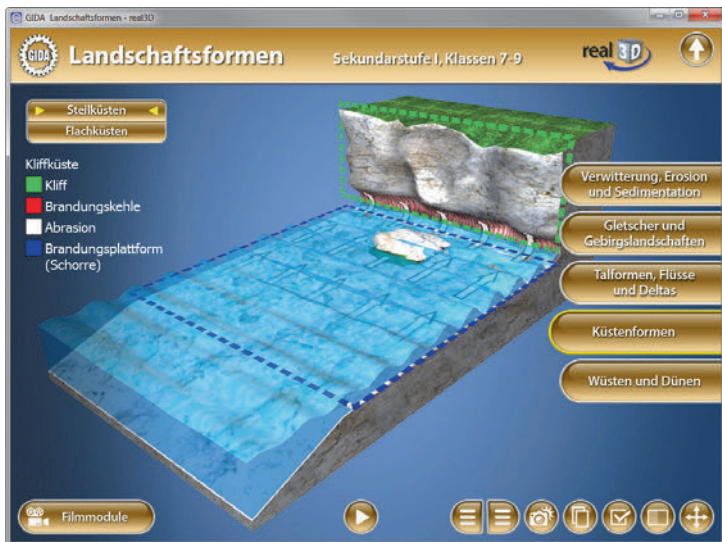 GIDA Landschaftsformen - real3D
GIDA
Landschaftsformen
Sekundarstufe I, Klassen 7-9
real 3D
Steilküsten
Flachküsten
Kliffküste
Kliff
Brandungskehle
Abrasion
Brandungsplattform
(Schorre)
Verwitterung, Erosion
und Sedimentation
Gletscher und
Gebirgslandschaften
Talformen, Flüsse
und Deltas
Küstenformen
Wüsten und Dünen
Filmmodule